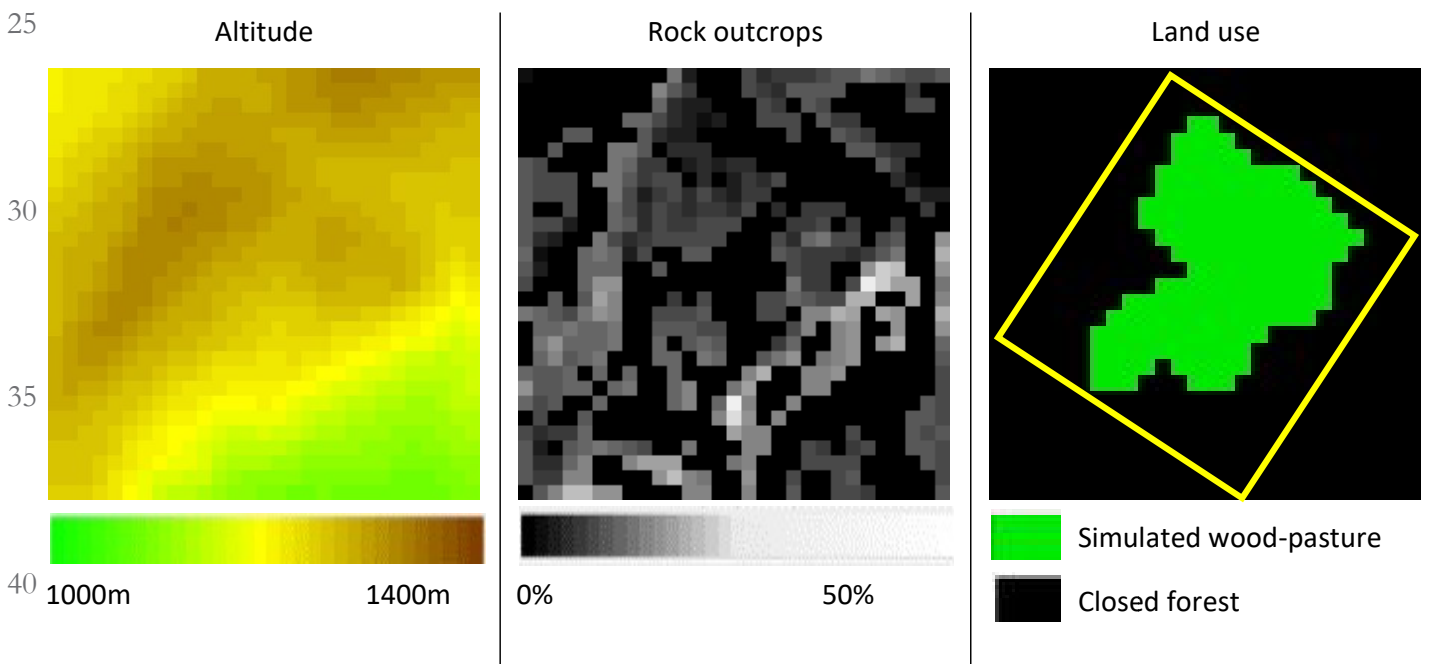 25
Altitude
Rock outcrops
Land use
30
35
Simulated wood-pasture
40
1000m 1400m
0% 50%
Closed forest